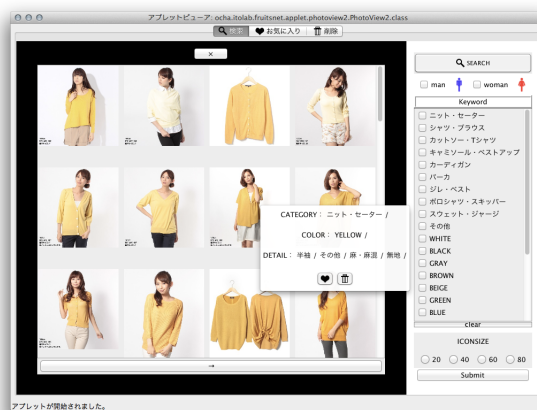 アプレットビューア: ocha.itolab.fruitsnet.applet.photoview2.PhotoView2.class
検索 お気に入り 削除
×
CATEGORY： ニット・セーター /
COLOR： YELLOW /
DETAIL： 半袖 / その他 / 麻・麻混 / 無地 /
→
SEARCH
man woman
Keyword
ニット・セーター
シャツ・ブラウス
カットソー・Tシャツ
キャミソール・ベストアップ
カーディガン
パーカ
ジレ・ベスト
ポロシャツ・スキッパー
スウェット・ジャージ
その他
WHITE
BLACK
GRAY
BROWN
BEIGE
GREEN
BLUE
clear
ICONSIZE
20 40 60 80
Submit
アプレットが開始されました。